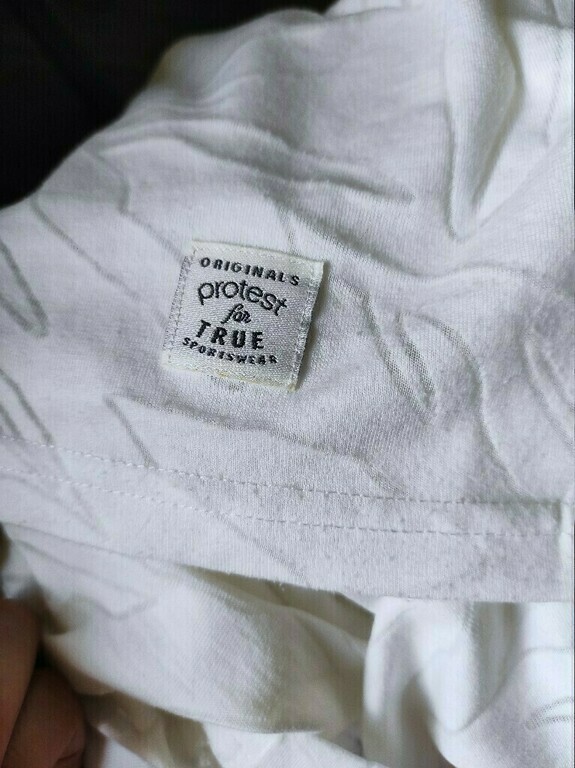 ORIGINALS
protest
for
TRUE
SPORTSWEAR